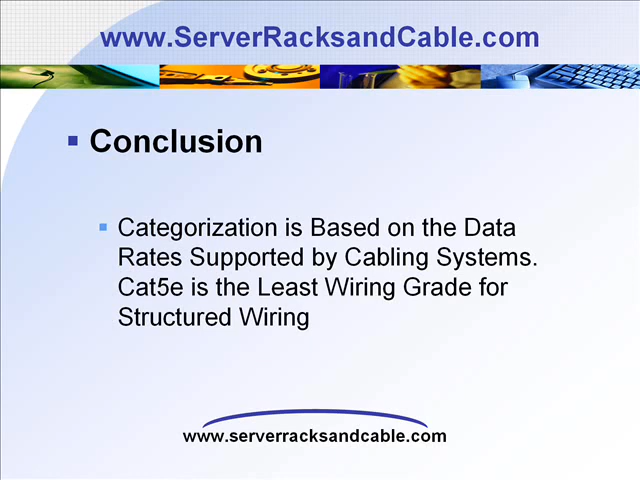 www.ServerRacksandCable.com
Conclusion
Categorization is Based on the Data
Rates Supported by Cabling Systems.
Cat5e is the Least Wiring Grade for
Structured Wiring
www.serverracksandcable.com